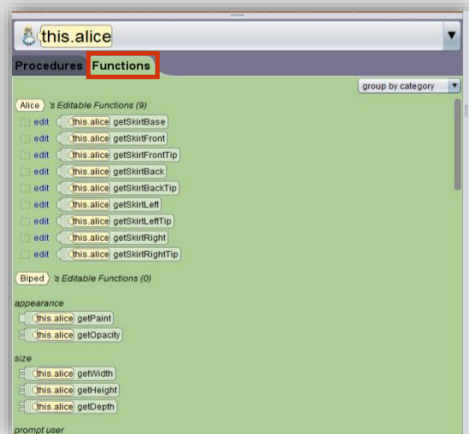 this.alice
Procedures Functions
group by category
Alice 's Editable Functions (9)
edit this.alice getSkirtBase
edit this.alice getSkirtFront
edit this.alice getSkirtFrontTip
edit this.alice getSkirtBack
edit this.alice getSkirtBackTip
edit this.alice getSkirtLeft
edit this.alice getSkirtLeftTip
edit this.alice getSkirtRight
edit this.alice getSkirtRightTip
Biped 's Editable Functions (0)
appearance
this.alice getPaint
this.alice getOpacity
size
this.alice getWidth
this.alice getHeight
this.alice getDepth
prompt user